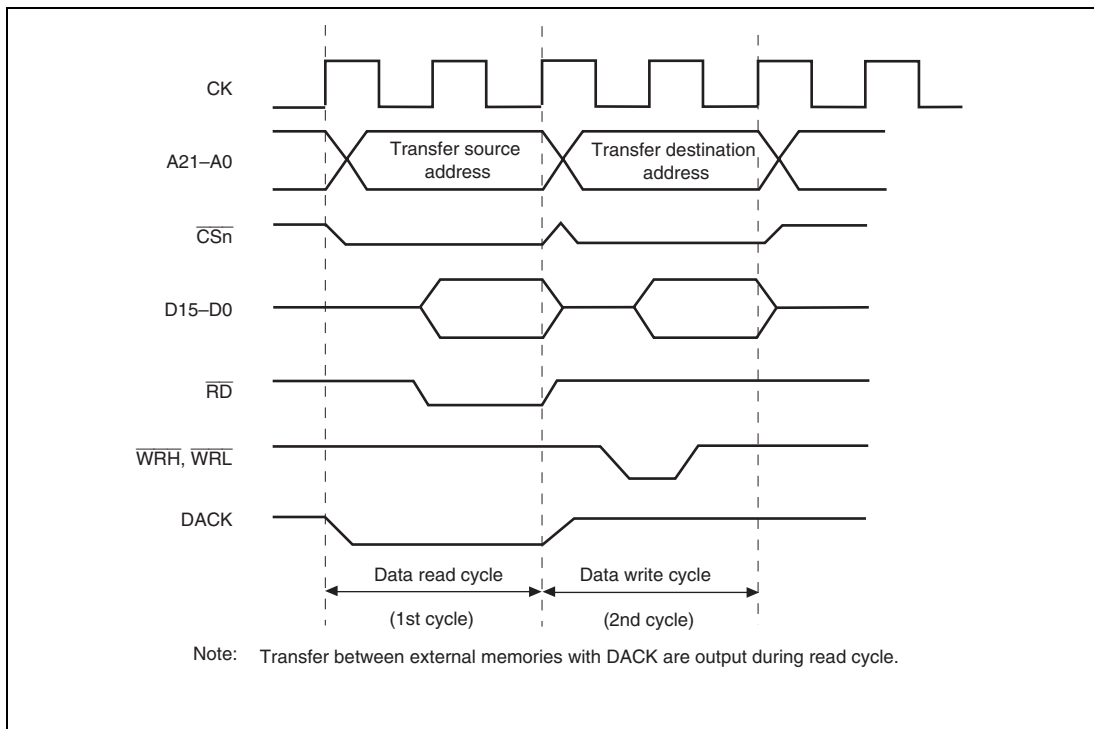 CK
A21–A0
Transfer source
address
Transfer destination
address
CSn
D15–D0
RD
WRH, WRL
DACK
Data read cycle
Data write cycle
(1st cycle)
(2nd cycle)
Note: Transfer between external memories with DACK are output during read cycle.